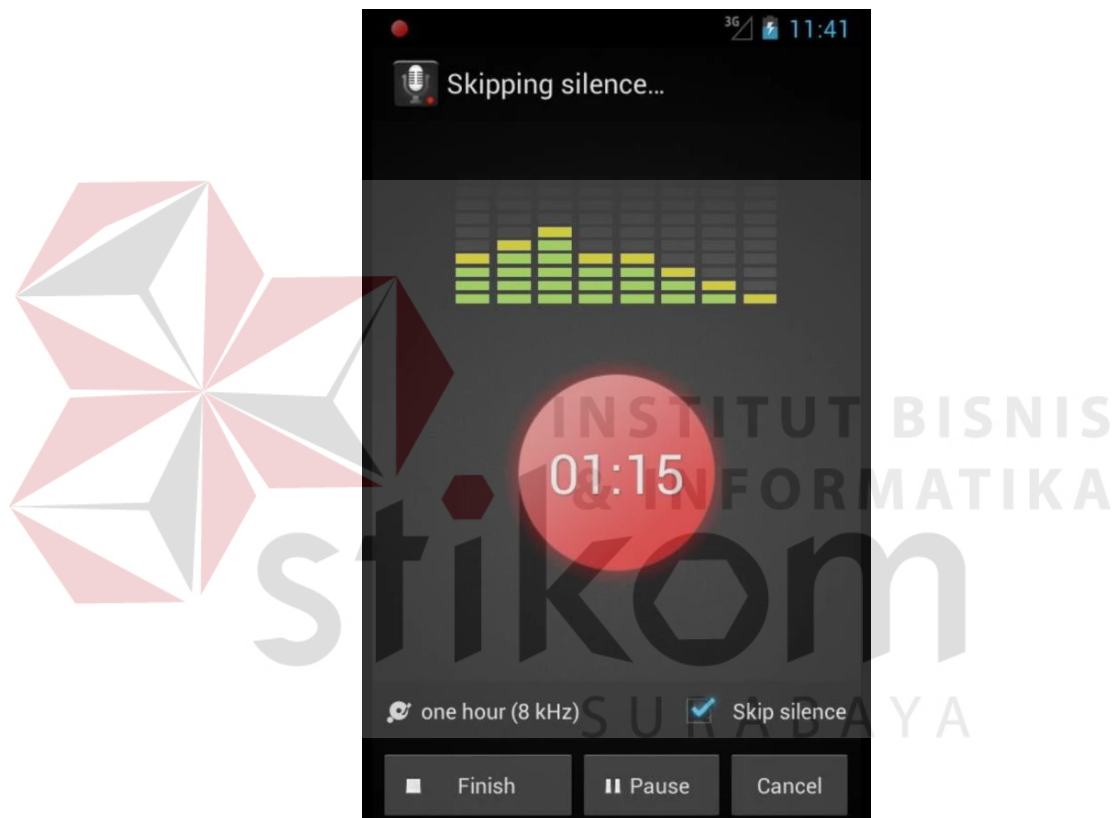 3G 11:41
Skipping silence...
INSTITUT BISNIS
01:15
& INFORMATIKA
stikom
one hour (8 kHz) Skip silence
SURABAYA
Finish Pause Cancel